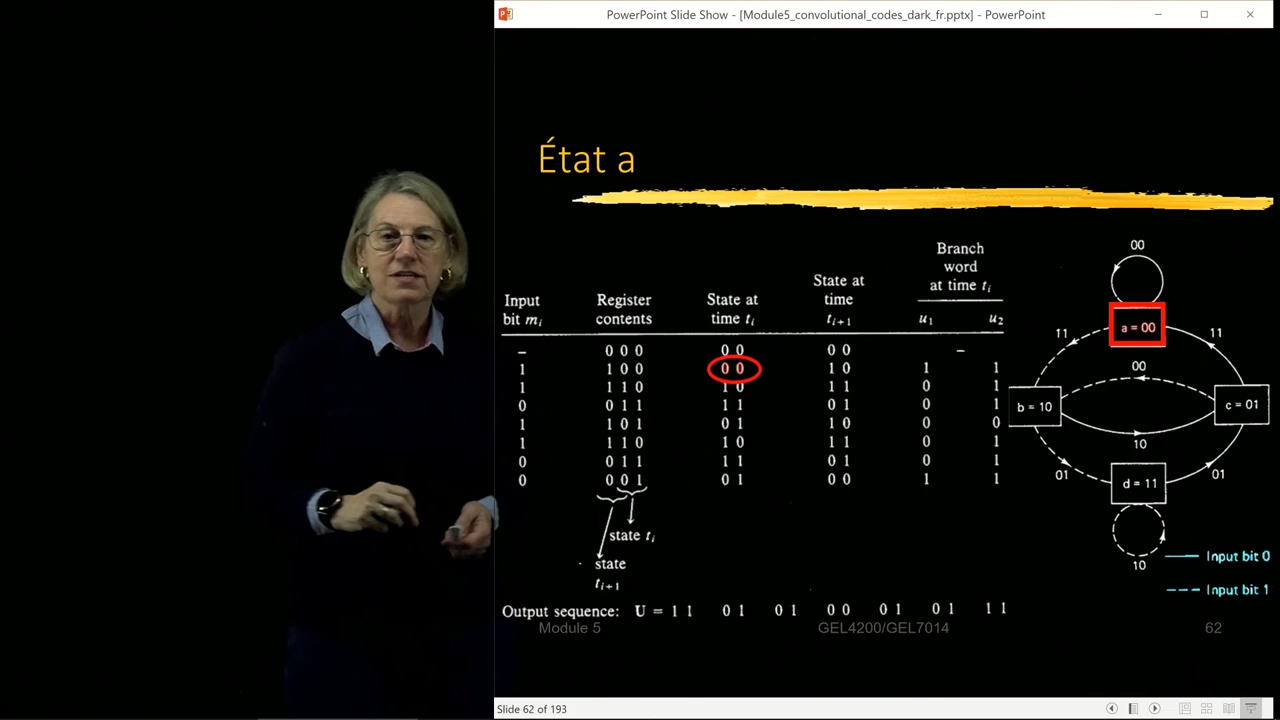 PowerPoint Slide Show - [Module5_convolutional_codes_dark_fr.pptx] - PowerPoint
État a
Input bit mi
Register contents
State at time ti
State at time ti+1
Branch word at time ti
u1 u2
– 0 0 0 0 0 0 0 –
1 1 0 0 0 0 1 0 1 1
1 1 1 0 1 0 1 1 0 1
0 0 1 1 1 1 0 1 0 1
1 1 0 1 0 1 1 0 0 0
1 1 1 0 1 0 1 1 0 1
0 0 1 1 1 1 0 1 0 1
0 0 0 1 0 1 0 0 1 1
state ti
state
ti+1
Output sequence: U = 1 1 0 1 0 1 0 0 0 1 0 1 1 1
00
a = 00
11 11
00
b = 10 c = 01
10
01 01
d = 11
10
Input bit 0
Input bit 1
Module 5 GEL4200/GEL7014 62
Slide 62 of 193